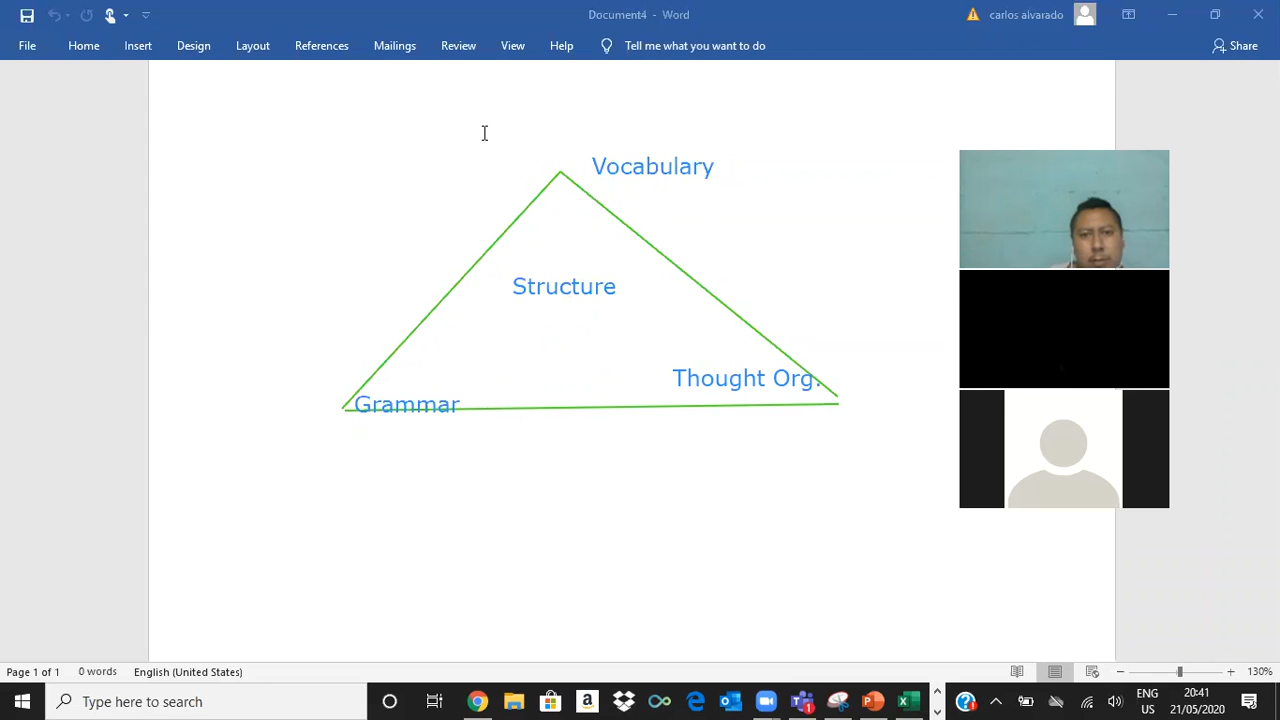 Document4 - Word
carlos alvarado
File Home Insert Design Layout References Mailings Review View Help Tell me what you want to do Share
Vocabulary
Structure
Thought Org.
Grammar
Page 1 of 1 0 words English (United States) 130%
Type here to search
ENG
US
20:41
21/05/2020